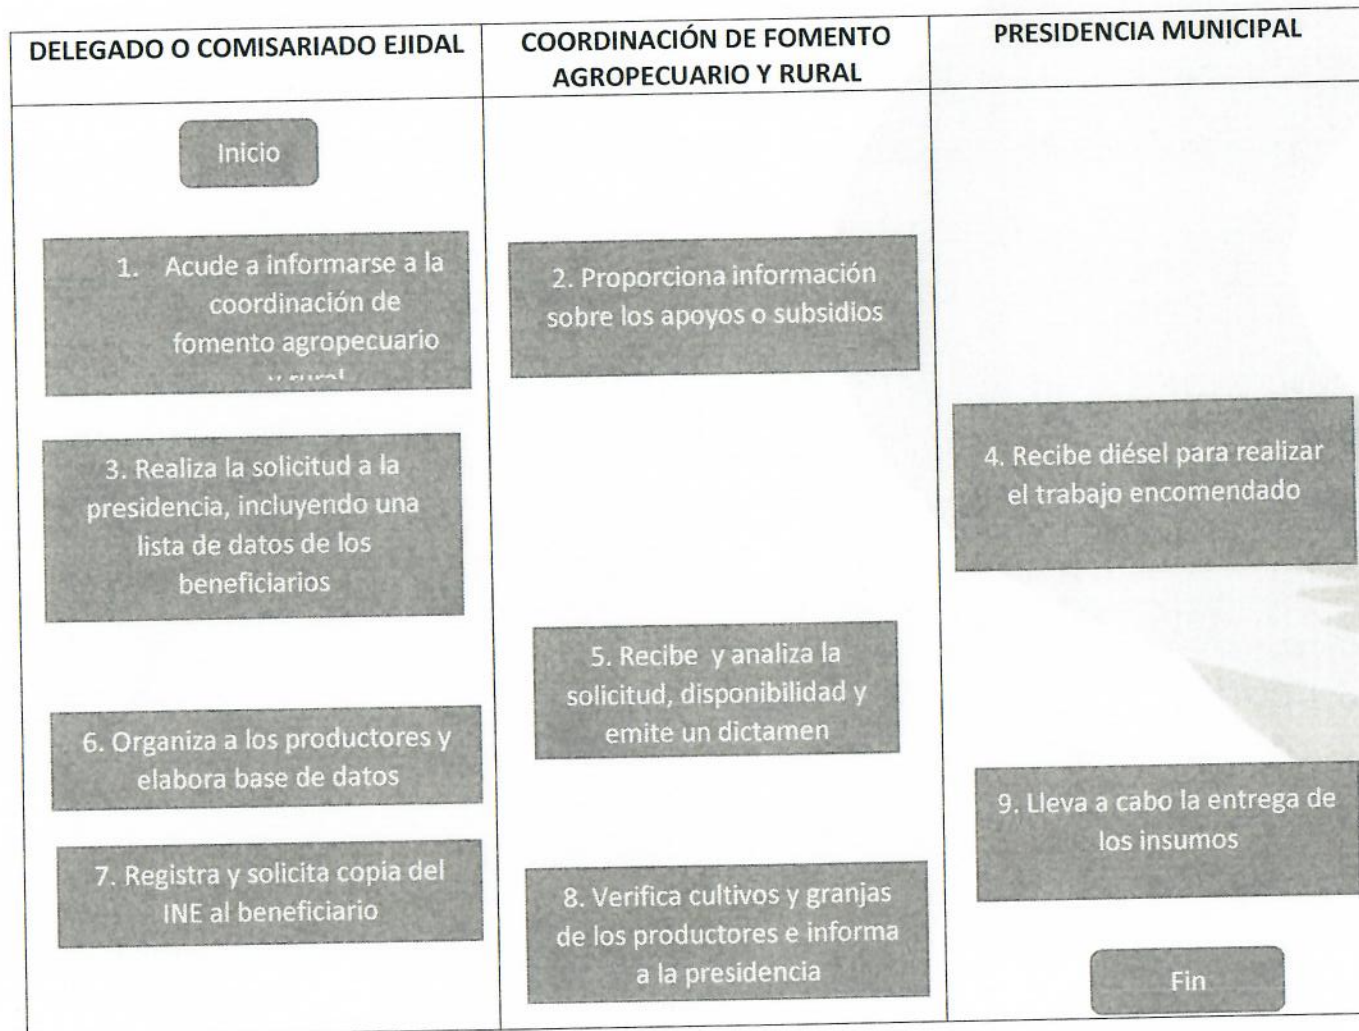 DELEGADO O COMISARIADO EJIDAL
COORDINACIÓN DE FOMENTO
AGROPECUARIO Y RURAL
PRESIDENCIA MUNICIPAL
Inicio
1. Acude a informarse a la
coordinación de
fomento agropecuario
y rural
2. Proporciona información
sobre los apoyos o subsidios
3. Realiza la solicitud a la
presidencia, incluyendo una
lista de datos de los
beneficiarios
4. Recibe diésel para realizar
el trabajo encomendado
5. Recibe y analiza la
solicitud, disponibilidad y
emite un dictamen
6. Organiza a los productores y
elabora base de datos
7. Registra y solicita copia del
INE al beneficiario
8. Verifica cultivos y granjas
de los productores e informa
a la presidencia
9. Lleva a cabo la entrega de
los insumos
Fin